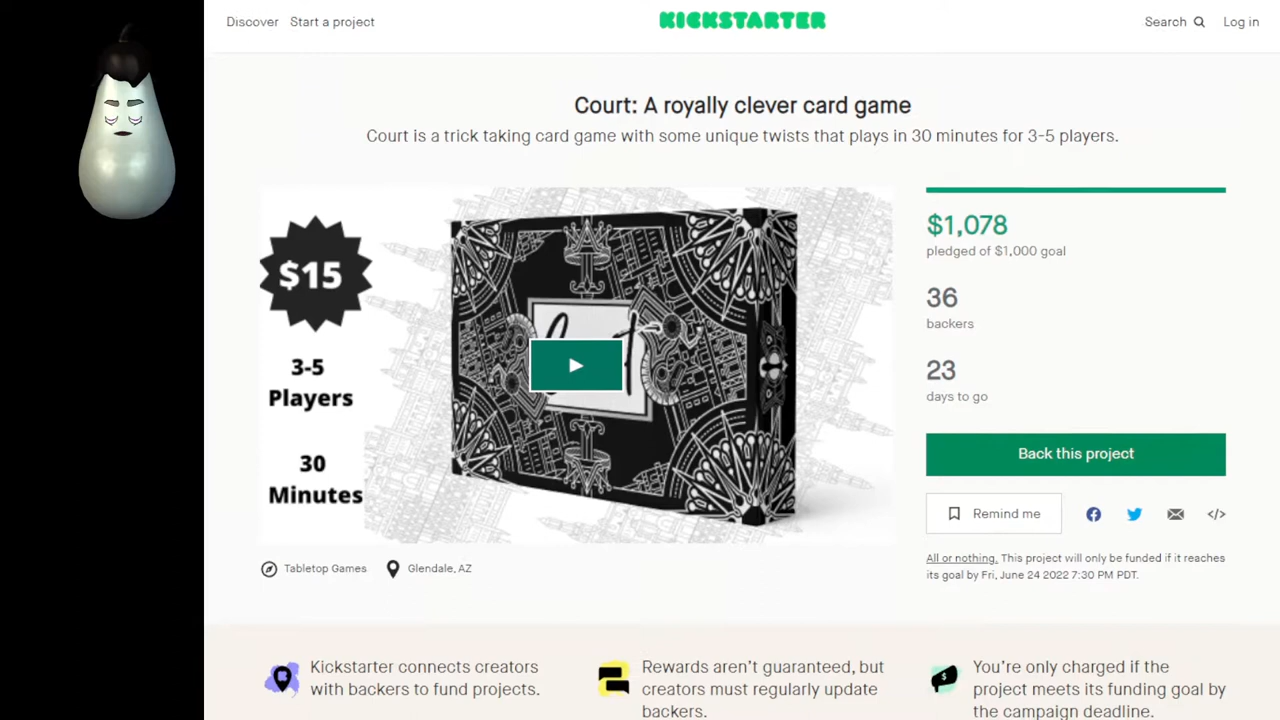 Discover Start a project KICKSTARTER Search Log in
Court: A royally clever card game
Court is a trick taking card game with some unique twists that plays in 30 minutes for 3-5 players.
$15
3-5
Players
30
Minutes
$1,078
pledged of $1,000 goal
36
backers
23
days to go
Back this project
Remind me
All or nothing. This project will only be funded if it reaches
its goal by Fri, June 24 2022 7:30 PM PDT.
Tabletop Games Glendale, AZ
Kickstarter connects creators
with backers to fund projects.
Rewards aren't guaranteed, but
creators must regularly update
backers.
You're only charged if the
project meets its funding goal by
the campaign deadline.